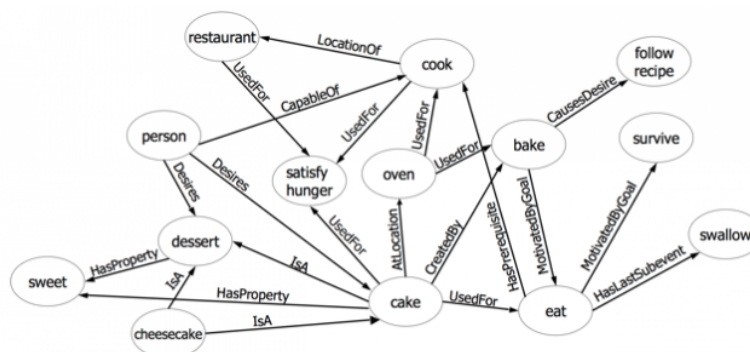 restaurant
LocationOf
cook
follow
recipe
UsedFor
CapableOf
UsedFor
UsedFor
CausesDesire
person
bake
survive
Desires
Desires
satisfy
hunger
oven
UsedFor
UsedFor
AtLocation
CreatedBy
HasPrerequisite
MotivatedByGoal
MotivatedByGoal
dessert
swallow
HasProperty
IsA
IsA
HasLastSubevent
sweet
HasProperty
cake
UsedFor
eat
cheesecake
IsA